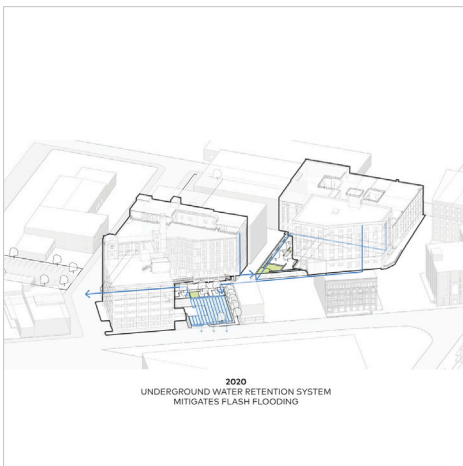 2020
UNDERGROUND WATER RETENTION SYSTEM
MITIGATES FLASH FLOODING